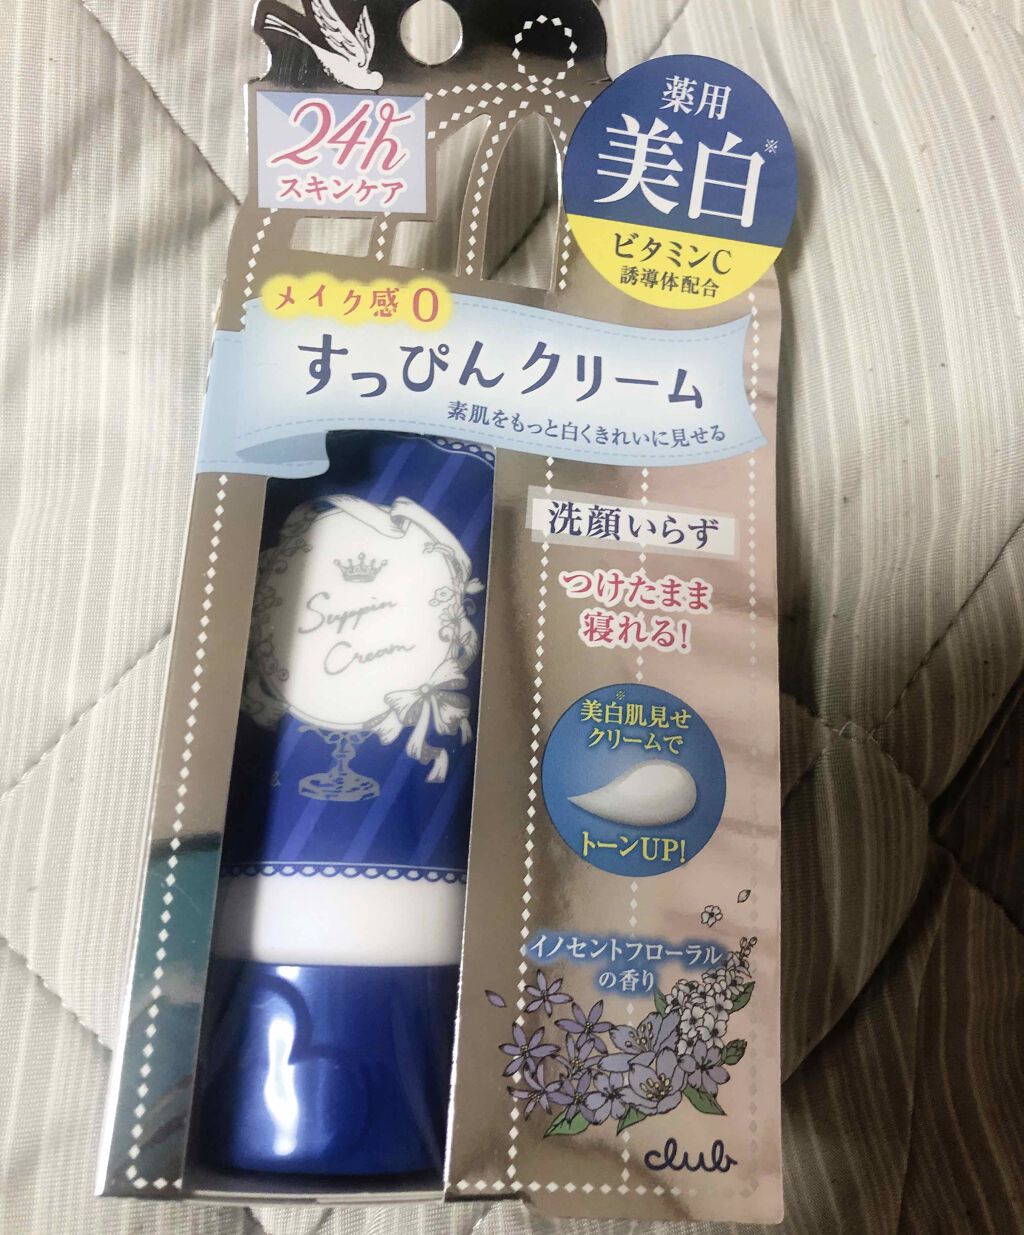 24h
スキンケア
薬用
美白※
ビタミンC
誘導体配合
メイク感0
すっぴんクリーム
素肌をもっと白くきれいに見せる
洗顔いらず
つけたまま
寝れる!
Suppin
Cream
※
美白肌見せ
クリームで
トーンUP!
イノセントフローラル
の香り
club